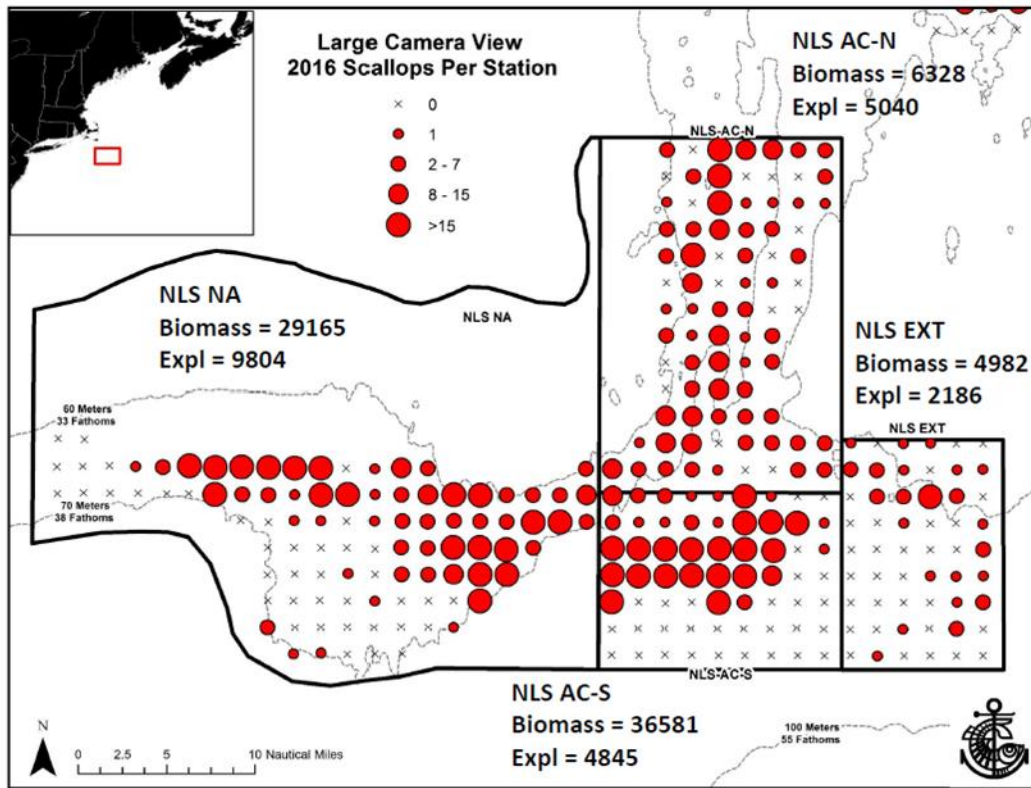 Large Camera View
2016 Scallops Per Station
× 0
1
2 - 7
8 - 15
>15
NLS AC-N
Biomass = 6328
Expl = 5040
NLS-AC-N
NLS NA
Biomass = 29165
Expl = 9804
NLS NA
NLS EXT
Biomass = 4982
Expl = 2186
NLS EXT
60 Meters
33 Fathoms
70 Meters
38 Fathoms
NLS-AC-S
NLS AC-S
Biomass = 36581
Expl = 4845
100 Meters
55 Fathoms
N
0 2.5 5 10 Nautical Miles